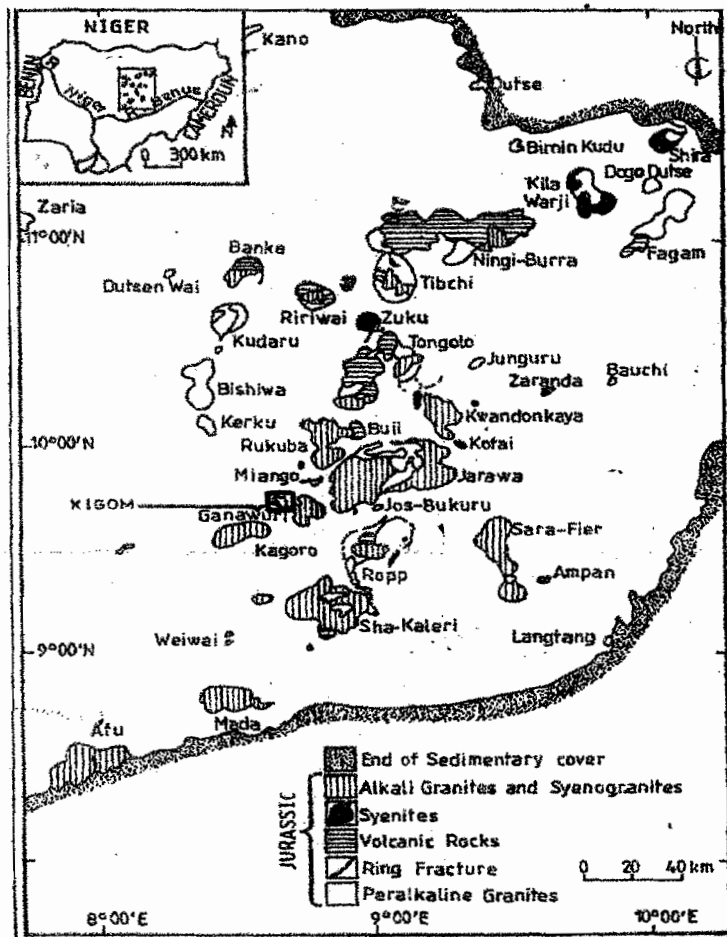 NIGER
BENIN
Niger
Benue
CAMEROUN
0 300 km
Kano
North
Dutse
Birnin Kudu
Shira
Kila
Warji
Dago Dutse
Zaria
11°00'N
Banke
Ningi-Burra
Fagam
Dutsen Wai
Tibchi
Ririwai
Zuku
Kudaru
Tongolo
Junguru
Bauchi
Zaranda
Bishiwa
Kwandonkaya
Kerku
Buji
10°00'N
Rukuba
Kofai
Miango
Jarawa
KIGOM
Jos-Bukuru
Ganawuri
Sara-Fier
Kagoro
Ropp
Ampan
Sha-Kaleri
Weiwai
Langtang
9°00'N
Mada
Afu
End of Sedimentary cover
JURASSIC
Alkali Granites and Syenogranites
Syenites
Volcanic Rocks
Ring Fracture
0 20 40 km
Peralkaline Granites
8°00'E
9°00'E
10°00'E